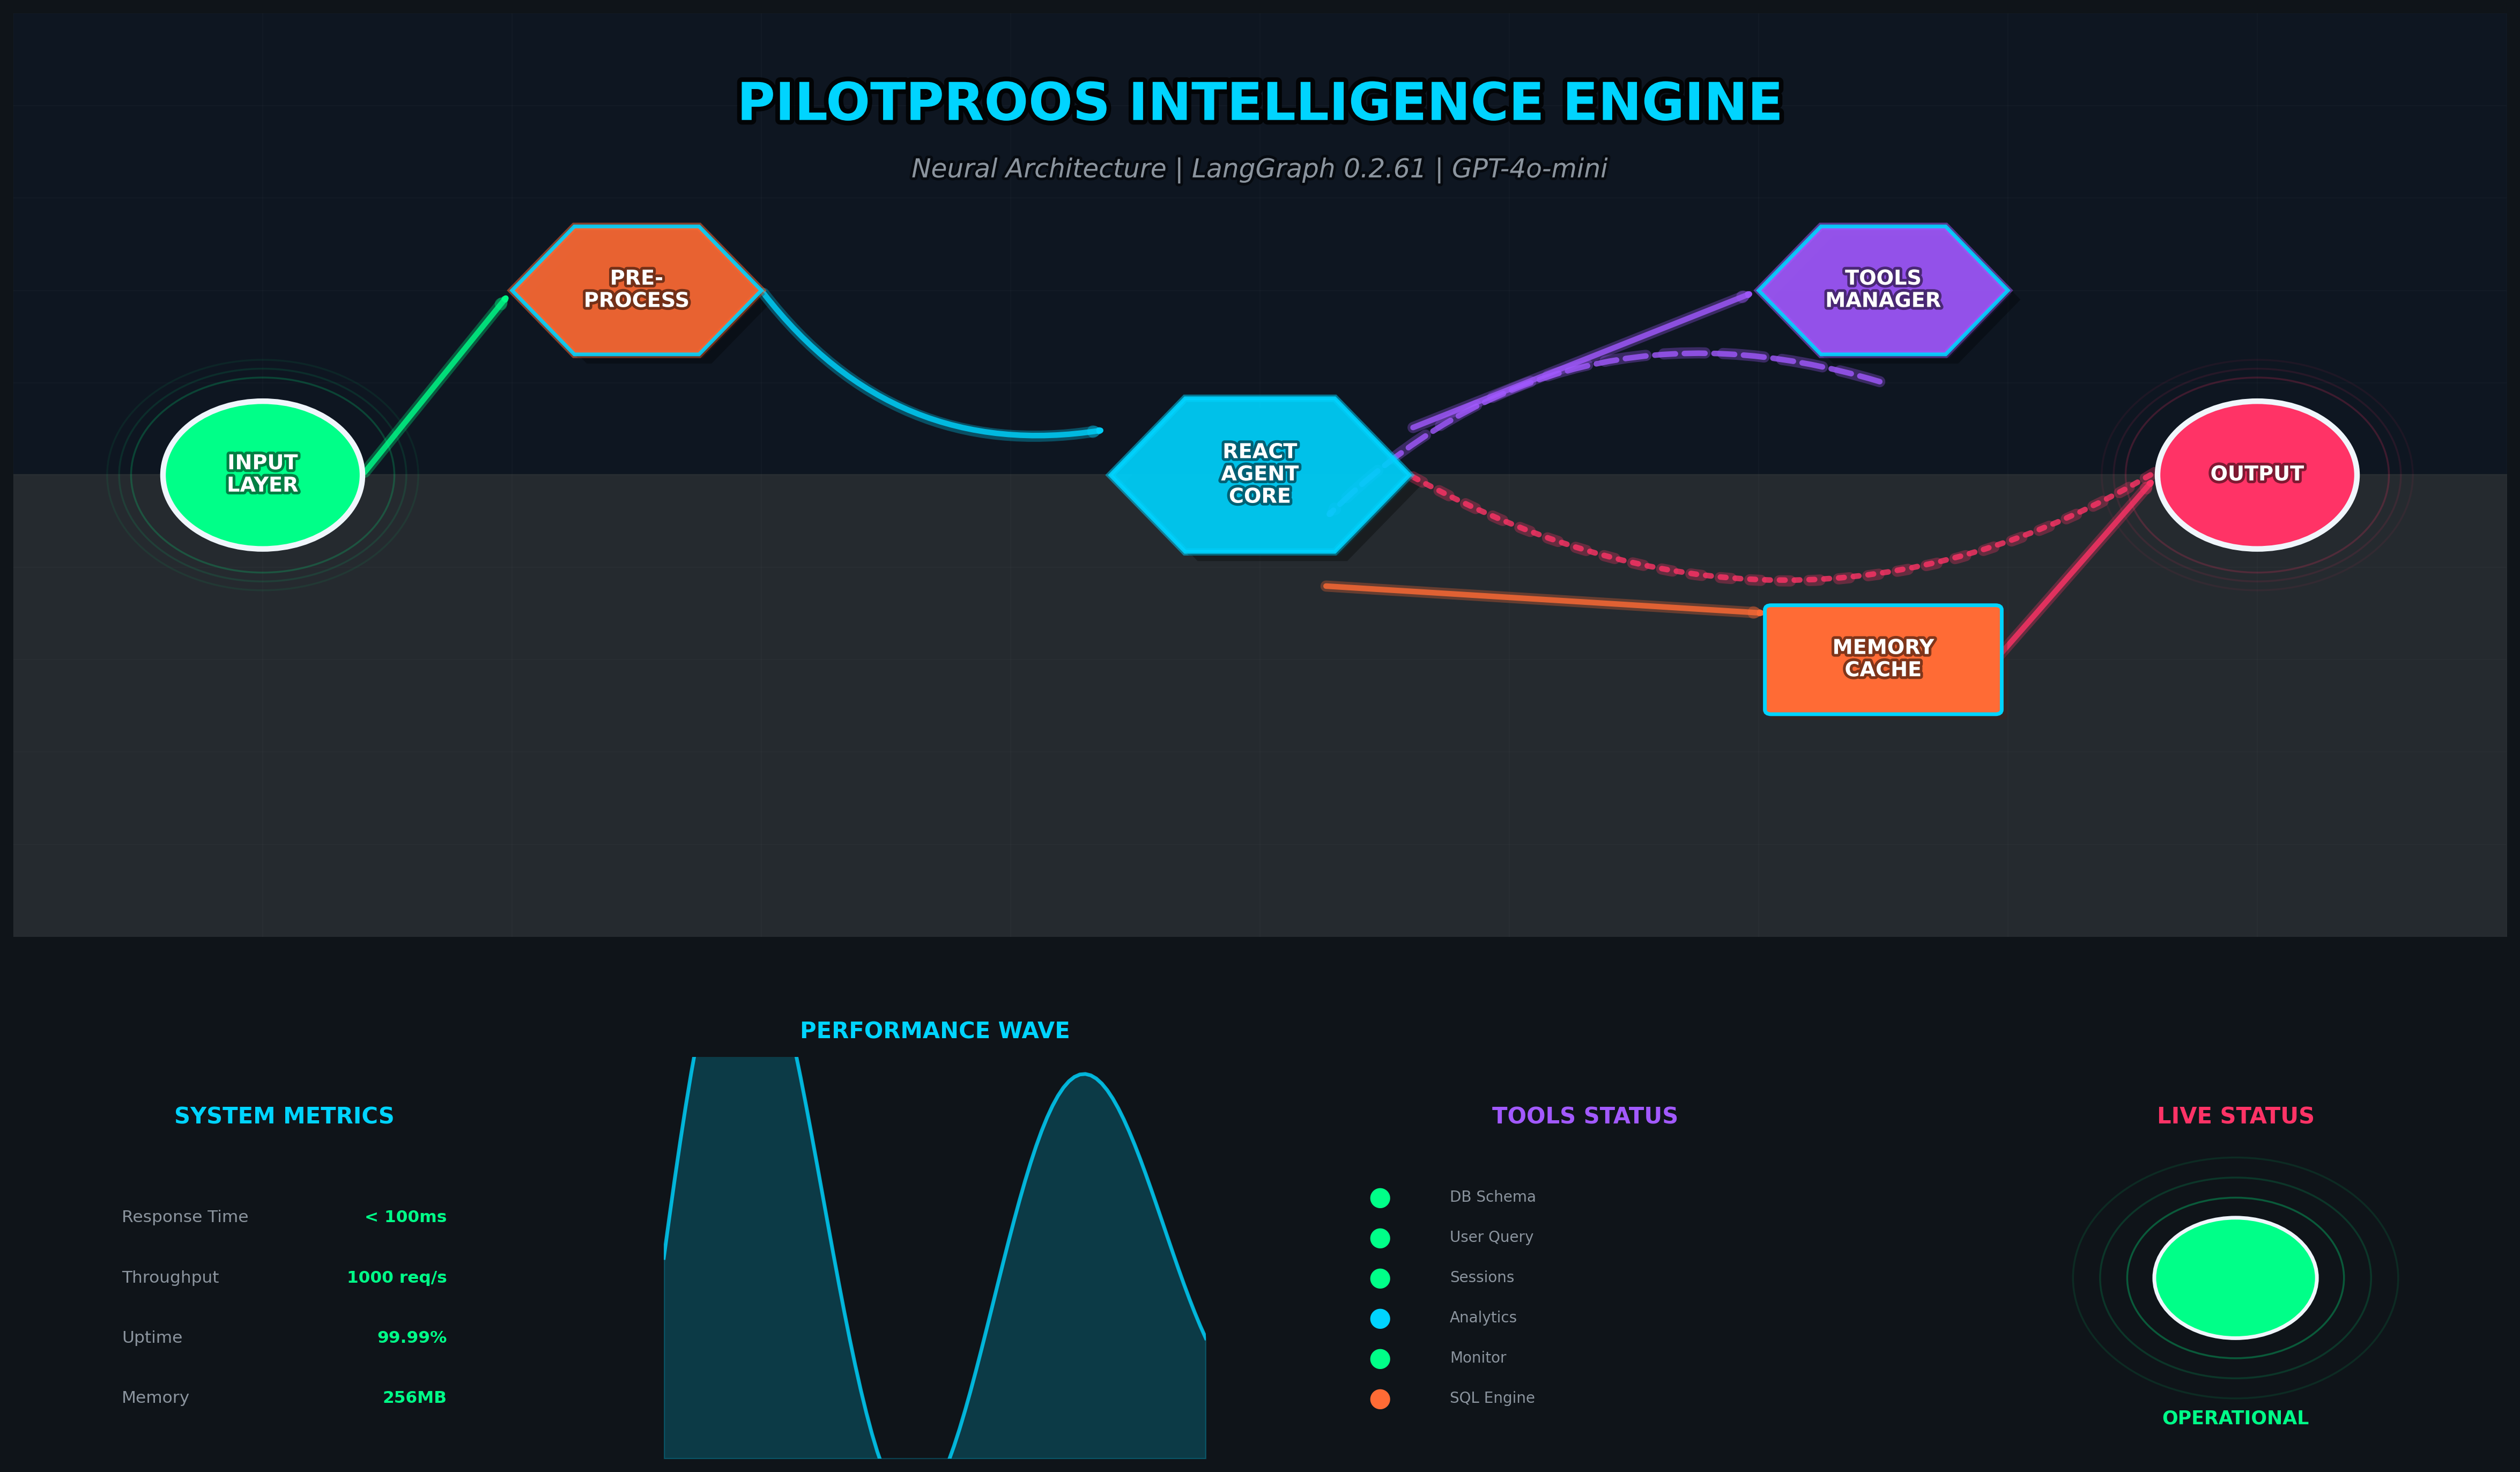 PILOTPROOS INTELLIGENCE ENGINE
Neural Architecture | LangGraph 0.2.61 | GPT-4o-mini
PRE-
PROCESS
TOOLS
MANAGER
INPUT
LAYER
REACT
AGENT
CORE
OUTPUT
MEMORY
CACHE
SYSTEM METRICS
Response Time < 100ms
Throughput 1000 req/s
Uptime 99.99%
Memory 256MB
PERFORMANCE WAVE
TOOLS STATUS
DB Schema
User Query
Sessions
Analytics
Monitor
SQL Engine
LIVE STATUS
OPERATIONAL